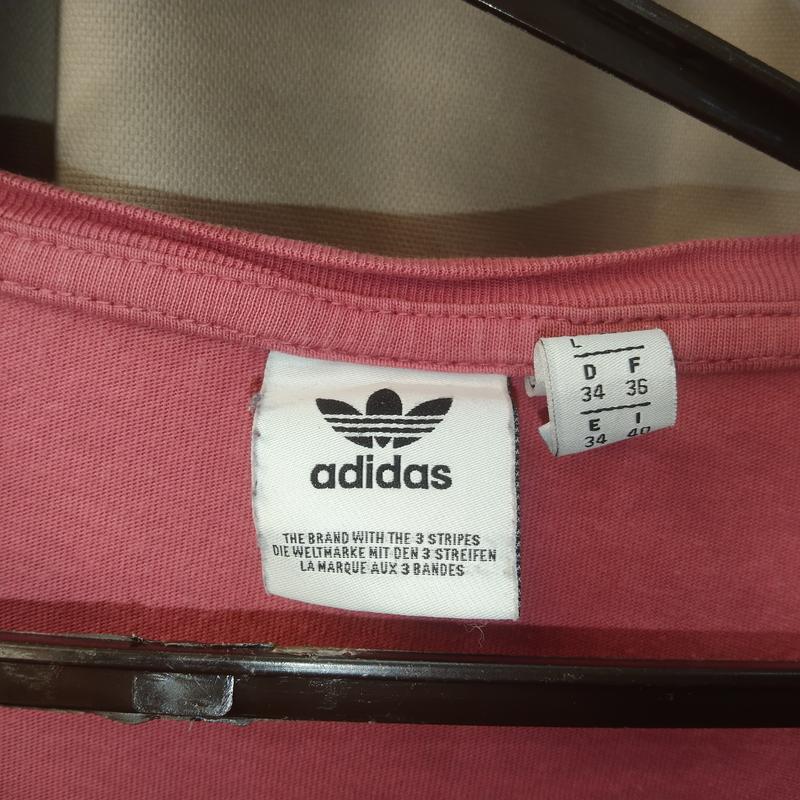 adidas
THE BRAND WITH THE 3 STRIPES
DIE WELTMARKE MIT DEN 3 STREIFEN
LA MARQUE AUX 3 BANDES
L
D F
34 36
E I
34 40